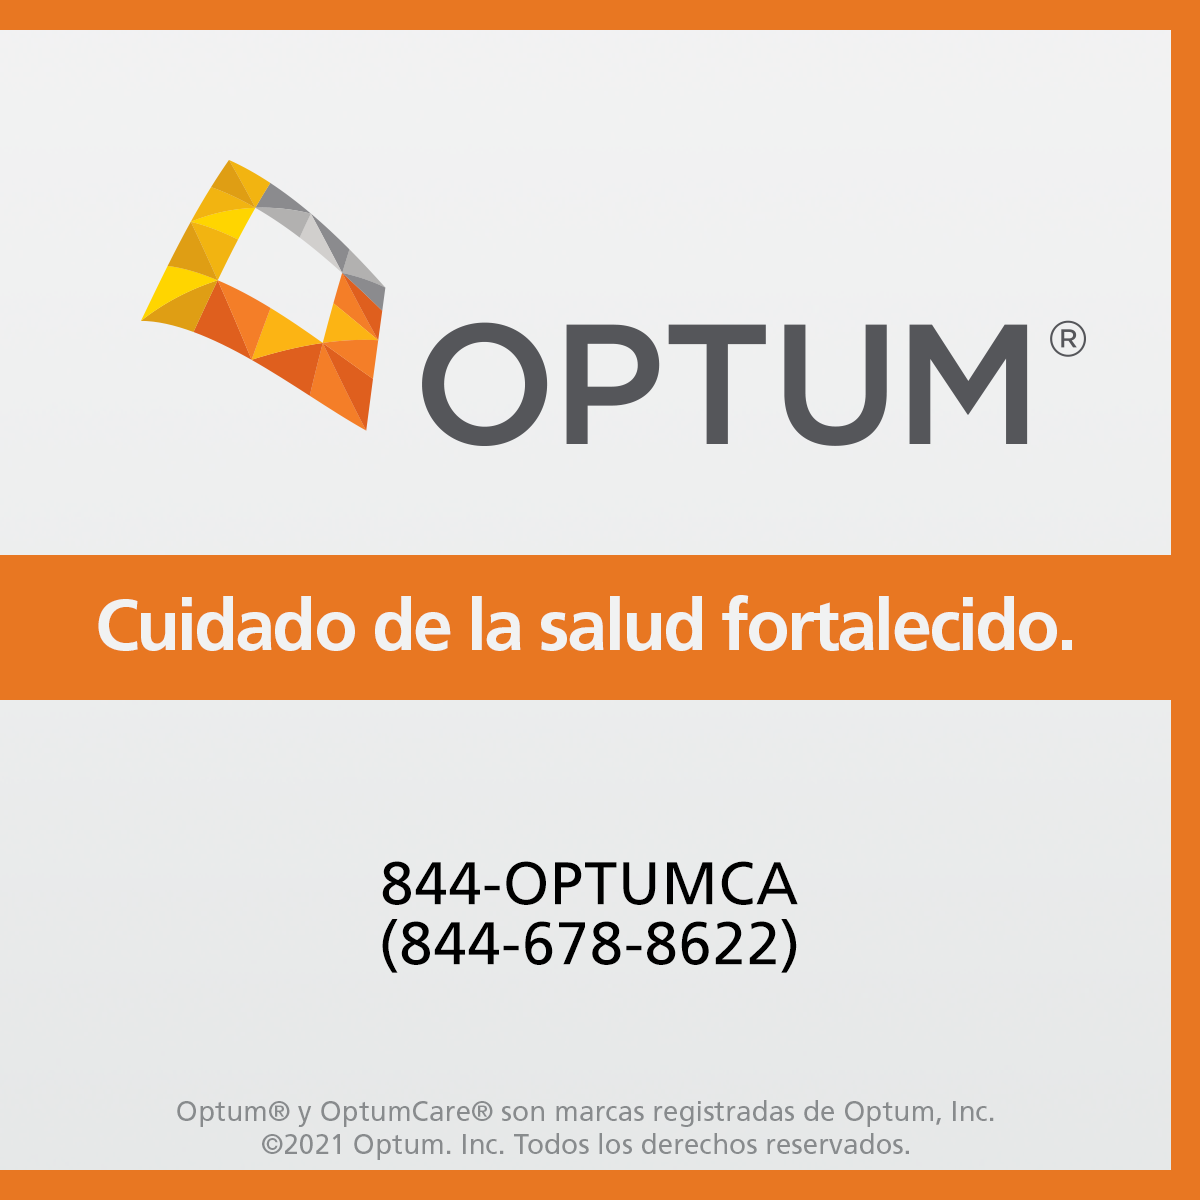 OPTUM®
Cuidado de la salud fortalecido.
844-OPTUMCA
(844-678-8622)
Optum® y OptumCare® son marcas registradas de Optum, Inc.
©2021 Optum. Inc. Todos los derechos reservados.